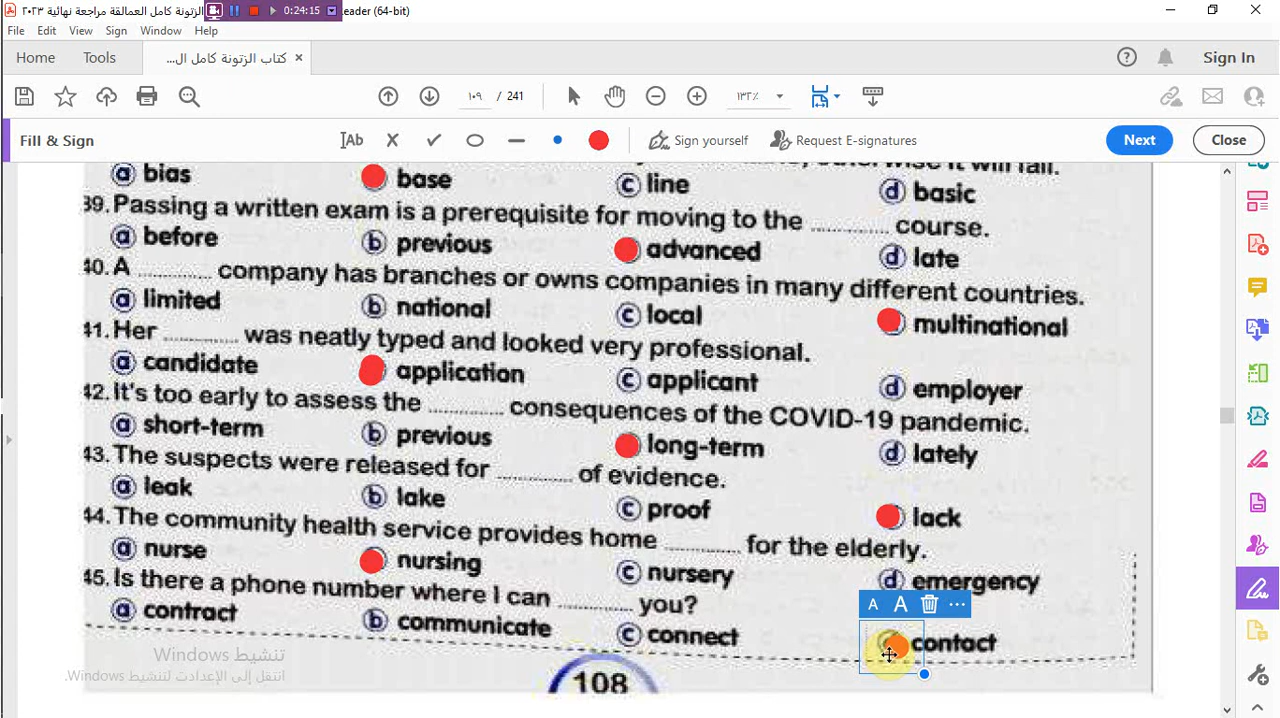 الزتونة كامل العمالقة مراجعة نهائية ٢٠٢٣ 0:24:15 eader (64-bit)
File Edit View Sign Window Help
Home Tools كتاب الزتونة كامل ال... × Sign In
١٠٩ / 241 ١٣٢٪
Fill & Sign Ab Sign yourself Request E-signatures Next Close
wise it will fall.
a bias base c line d basic
39. Passing a written exam is a prerequisite for moving to the ............ course.
a before b previous advanced d late
40. A ............ company has branches or owns companies in many different countries.
a limited b national c local multinational
41. Her ............ was neatly typed and looked very professional.
a candidate application c applicant d employer
42. It's too early to assess the ............ consequences of the COVID-19 pandemic.
a short-term b previous long-term d lately
43. The suspects were released for ............ of evidence.
a leak b lake c proof lack
44. The community health service provides home ............ for the elderly.
a nurse nursing c nursery d emergency
45. Is there a phone number where I can ............ you?
A A ...
a contract b communicate c connect contact
تنشيط Windows
انتقل إلى الإعدادات لتنشيط Windows.
108